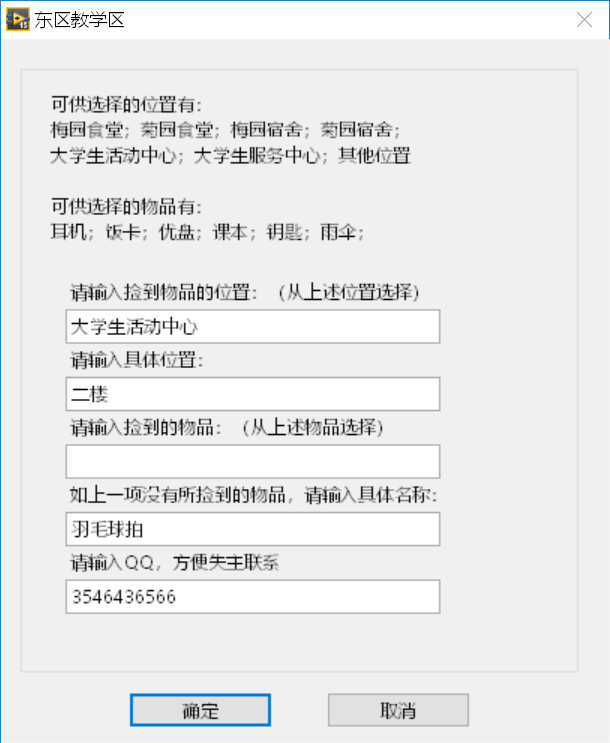 东区教学区
可供选择的位置有：
梅园食堂；菊园食堂；梅园宿舍；菊园宿舍；
大学生活动中心；大学生服务中心；其他位置
可供选择的物品有：
耳机；饭卡；优盘；课本；钥匙；雨伞；
请输入捡到物品的位置：（从上述位置选择）
大学生活动中心
请输入具体位置：
二楼
请输入捡到的物品：（从上述物品选择）
如上一项没有所捡到的物品，请输入具体名称：
羽毛球拍
请输入QQ，方便失主联系
3546436566
确定
取消